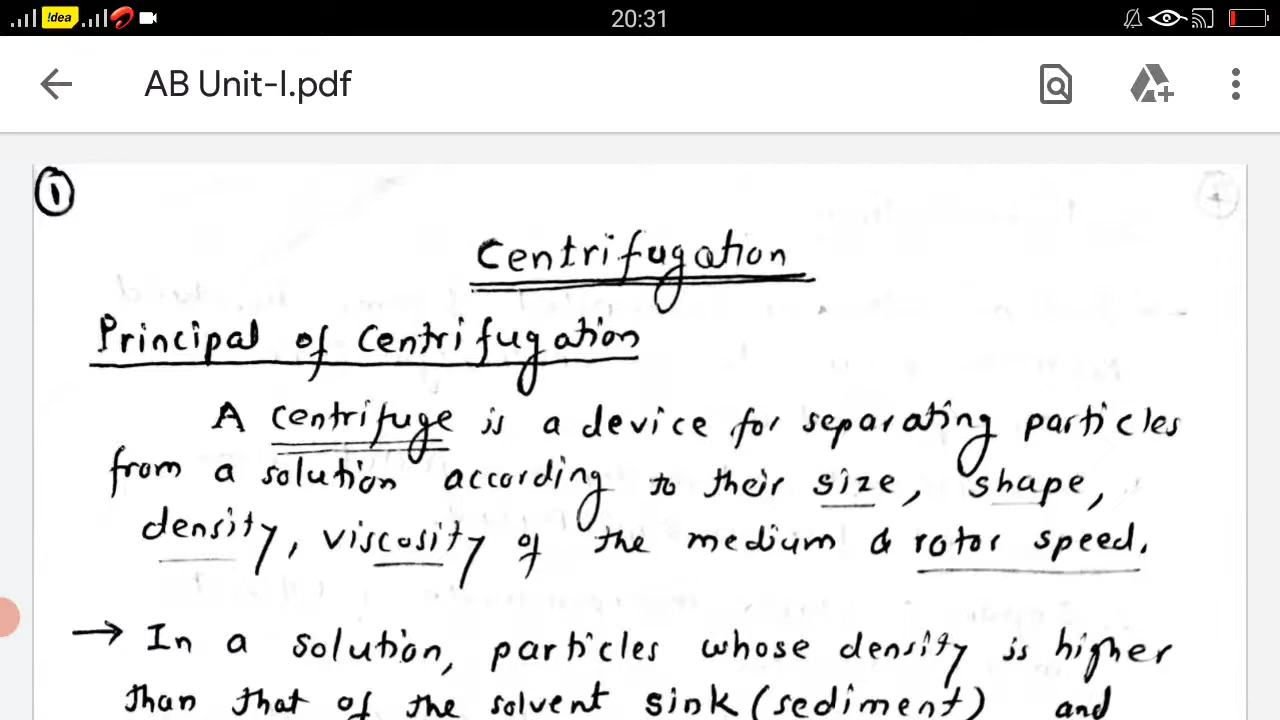 !dea
20:31
AB Unit-I.pdf
1
Centrifugation
Principal of Centrifugation
A centrifuge is a device for separating particles
from a solution according to their size, shape,
density, viscosity of the medium & rotor speed.
→ In a solution, particles whose density is higher
than that of the solvent sink (sediment) and